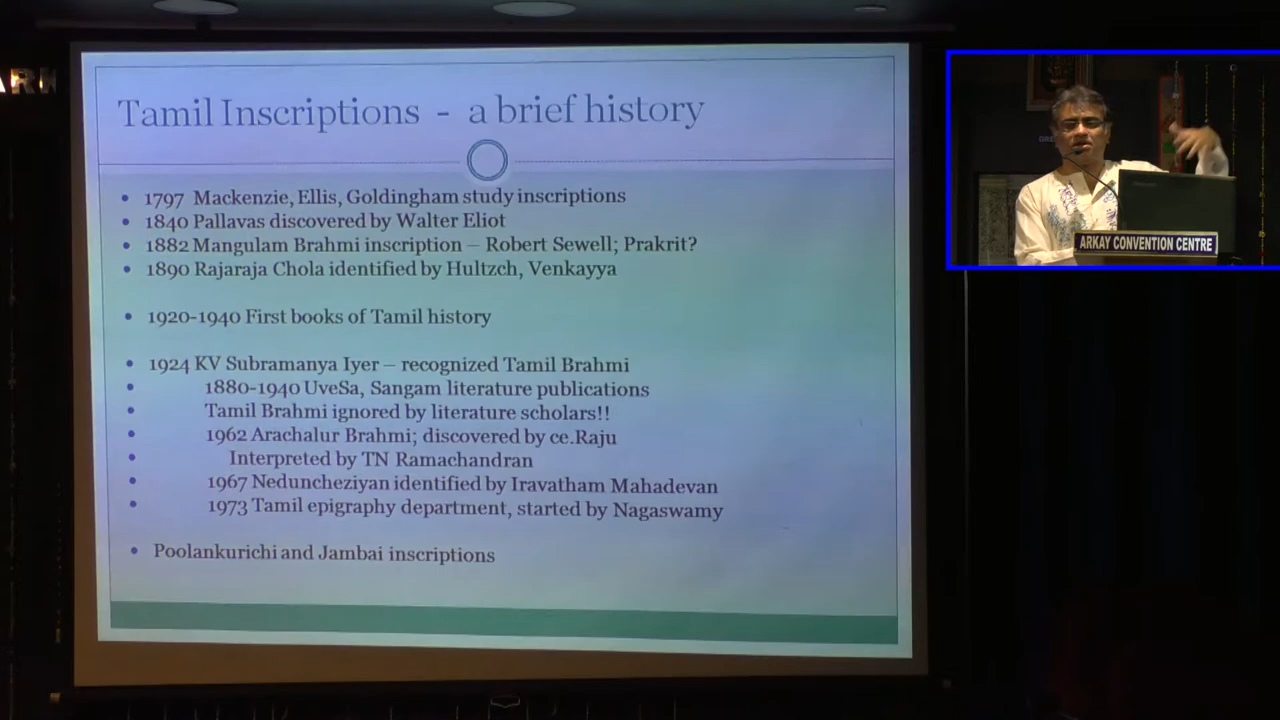 Tamil Inscriptions - a brief history
• 1797 Mackenzie, Ellis, Goldingham study inscriptions
• 1840 Pallavas discovered by Walter Eliot
• 1882 Mangulam Brahmi inscription – Robert Sewell; Prakrit?
• 1890 Rajaraja Chola identified by Hultzch, Venkayya
• 1920-1940 First books of Tamil history
• 1924 KV Subramanya Iyer – recognized Tamil Brahmi
• 1880-1940 UveSa, Sangam literature publications
• Tamil Brahmi ignored by literature scholars!!
• 1962 Arachalur Brahmi; discovered by ce.Raju
• Interpreted by TN Ramachandran
• 1967 Neduncheziyan identified by Iravatham Mahadevan
• 1973 Tamil epigraphy department, started by Nagaswamy
• Poolankurichi and Jambai inscriptions
ARKAY CONVENTION CENTRE